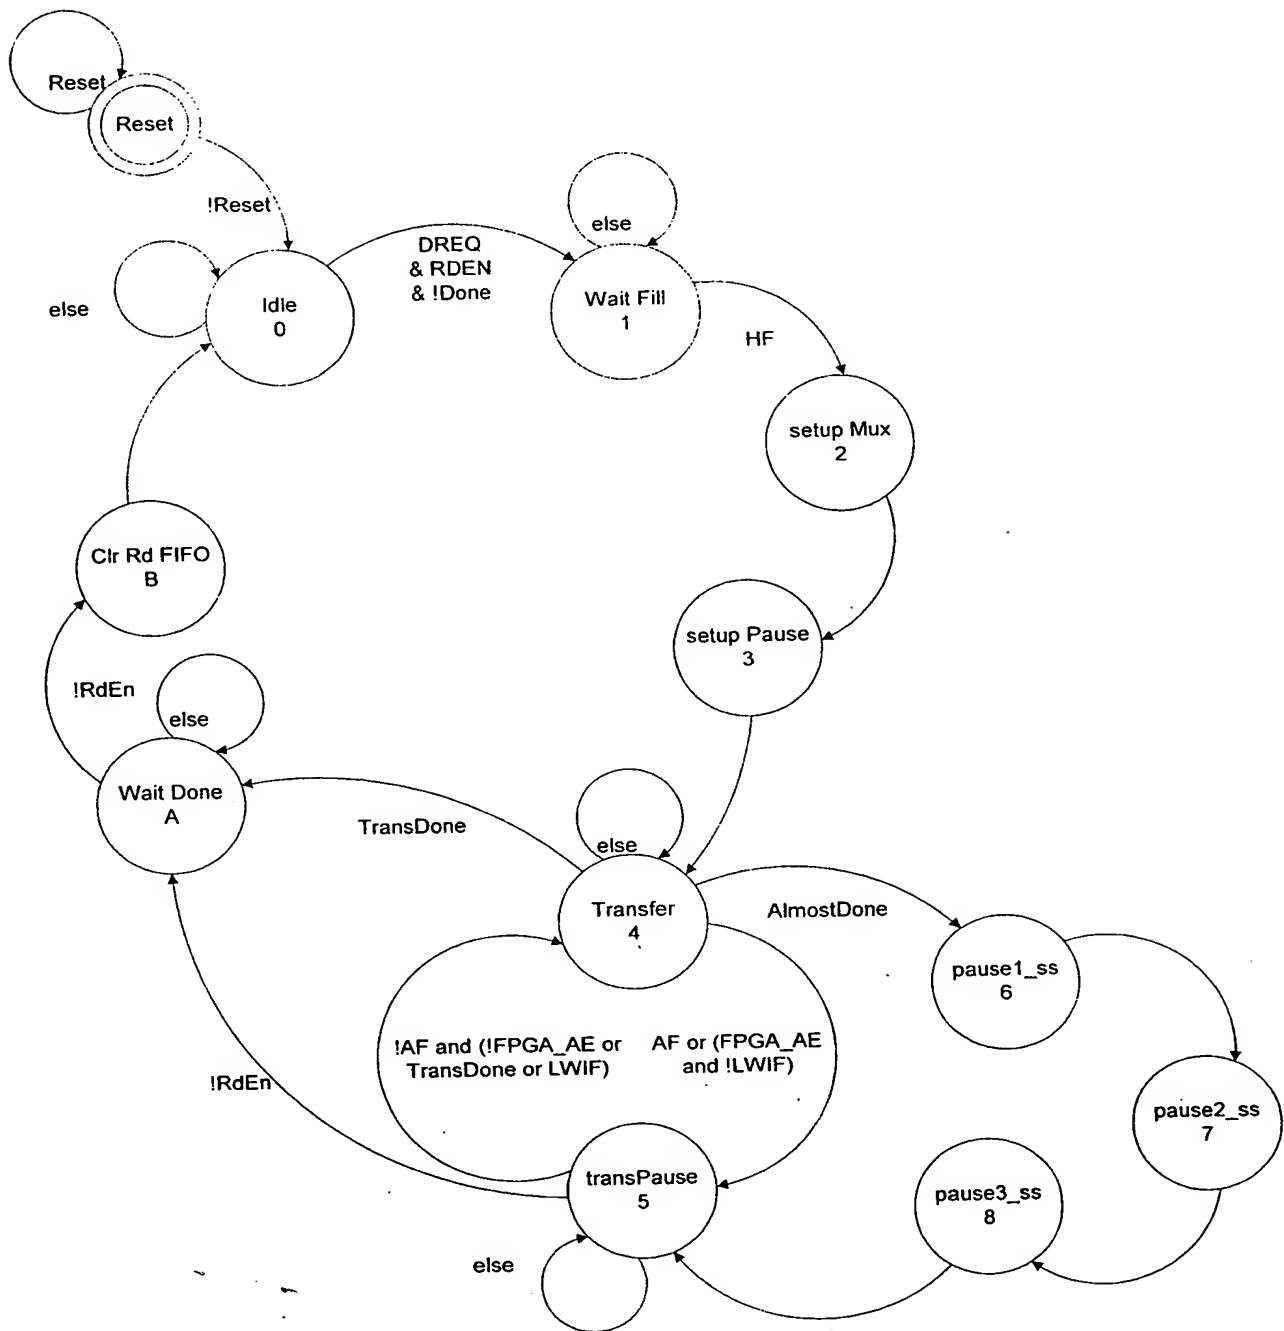 Reset
Reset
!Reset
else
Idle
0
DREQ
& RDEN
& !Done
else
Wait Fill
1
HF
setup Mux
2
setup Pause
3
Clr Rd FIFO
B
!RdEn
else
Wait Done
A
TransDone
else
Transfer
4
AlmostDone
pause1_ss
6
!AF and (!FPGA_AE or
TransDone or LWIF)
AF or (FPGA_AE
and !LWIF)
!RdEn
pause2_ss
7
transPause
5
pause3_ss
8
else